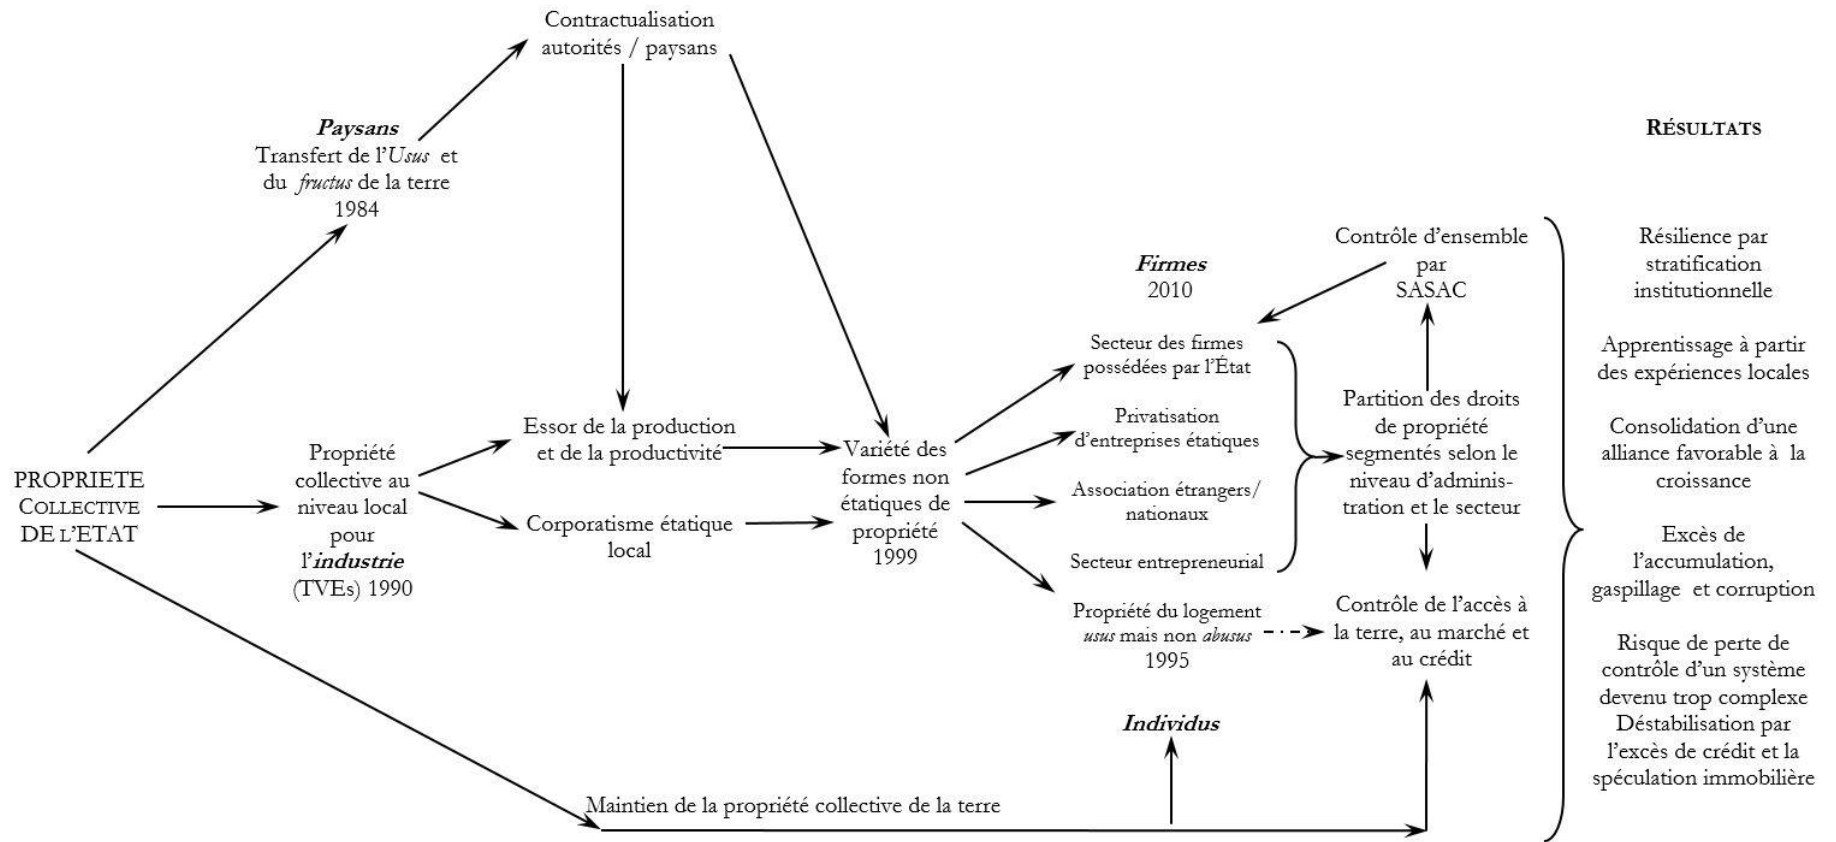 Contractualisation
autorités / paysans
Paysans
Transfert de l’Usus et
du fructus de la terre
1984
PROPRIETE
COLLECTIVE
DE L’ETAT
Propriété
collective au
niveau local
pour
l’industrie
(TVEs) 1990
Essor de la production
et de la productivité
Corporatisme étatique
local
Variété des
formes non
étatiques de
propriété
1999
Firmes
2010
Secteur des firmes
possédées par l’État
Privatisation
d’entreprises étatiques
Association étrangers/
nationaux
Secteur entrepreneurial
Propriété du logement
usus mais non abusus
1995
Individus
Maintien de la propriété collective de la terre
Contrôle d’ensemble
par
SASAC
Partition des droits
de propriété
segmentés selon le
niveau d’adminis-
tration et le secteur
Contrôle de l’accès à
la terre, au marché et
au crédit
RÉSULTATS
Résilience par
stratification
institutionnelle
Apprentissage à partir
des expériences locales
Consolidation d’une
alliance favorable à la
croissance
Excès de
l’accumulation,
gaspillage et corruption
Risque de perte de
contrôle d’un système
devenu trop complexe
Déstabilisation par
l’excès de crédit et la
spéculation immobilière